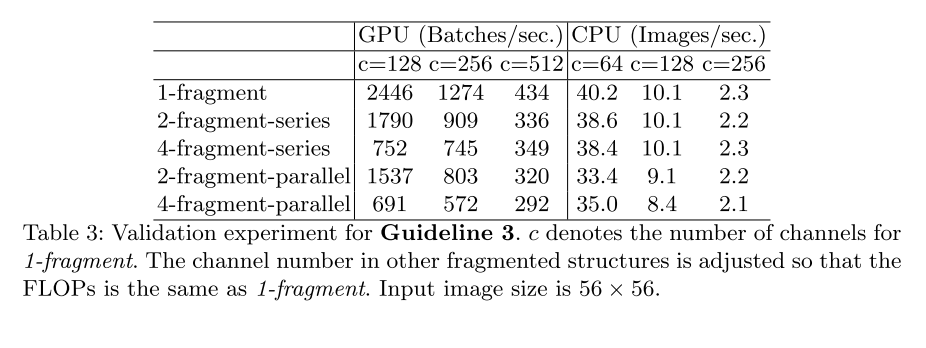 GPU (Batches/sec.) CPU (Images/sec.)
c=128 c=256 c=512 c=64 c=128 c=256
1-fragment 2446 1274 434 40.2 10.1 2.3
2-fragment-series 1790 909 336 38.6 10.1 2.2
4-fragment-series 752 745 349 38.4 10.1 2.3
2-fragment-parallel 1537 803 320 33.4 9.1 2.2
4-fragment-parallel 691 572 292 35.0 8.4 2.1
Table 3: Validation experiment for Guideline 3. c denotes the number of channels for
1-fragment. The channel number in other fragmented structures is adjusted so that the
FLOPs is the same as 1-fragment. Input image size is 56 × 56.